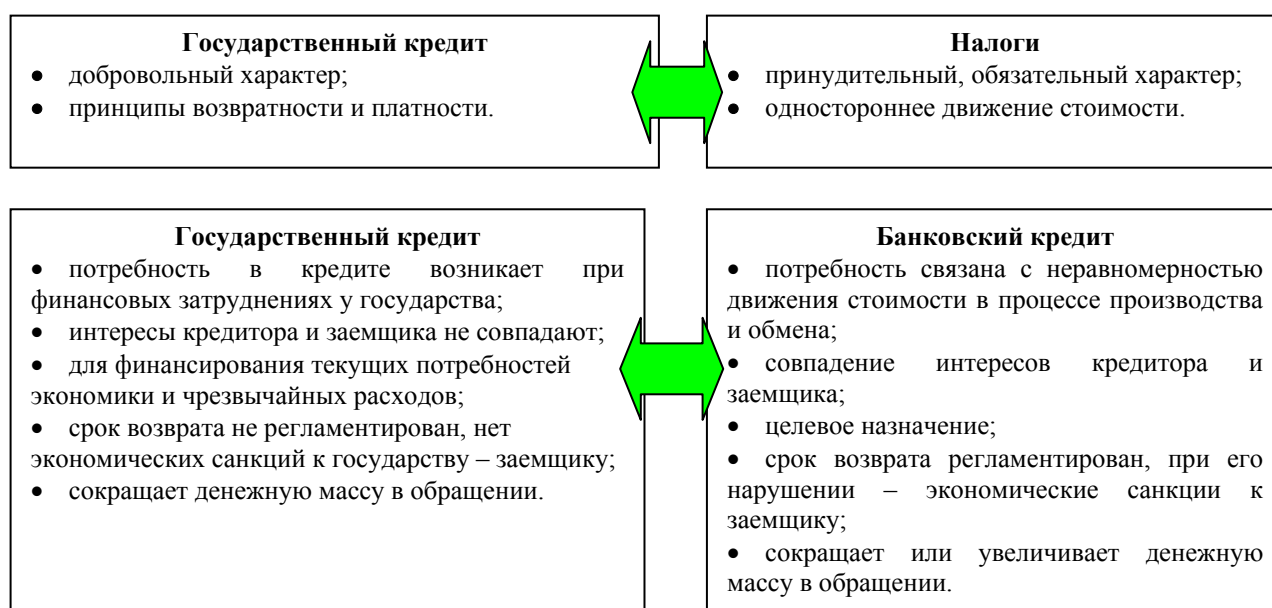 Государственный кредит
• добровольный характер;
• принципы возвратности и платности.
Налоги
• принудительный, обязательный характер;
• одностороннее движение стоимости.
Государственный кредит
• потребность в кредите возникает при
финансовых затруднениях у государства;
• интересы кредитора и заемщика не совпадают;
• для финансирования текущих потребностей
экономики и чрезвычайных расходов;
• срок возврата не регламентирован, нет
экономических санкций к государству – заемщику;
• сокращает денежную массу в обращении.
Банковский кредит
• потребность связана с неравномерностью
движения стоимости в процессе производства
и обмена;
• совпадение интересов кредитора и
заемщика;
• целевое назначение;
• срок возврата регламентирован, при его
нарушении – экономические санкции к
заемщику;
• сокращает или увеличивает денежную
массу в обращении.